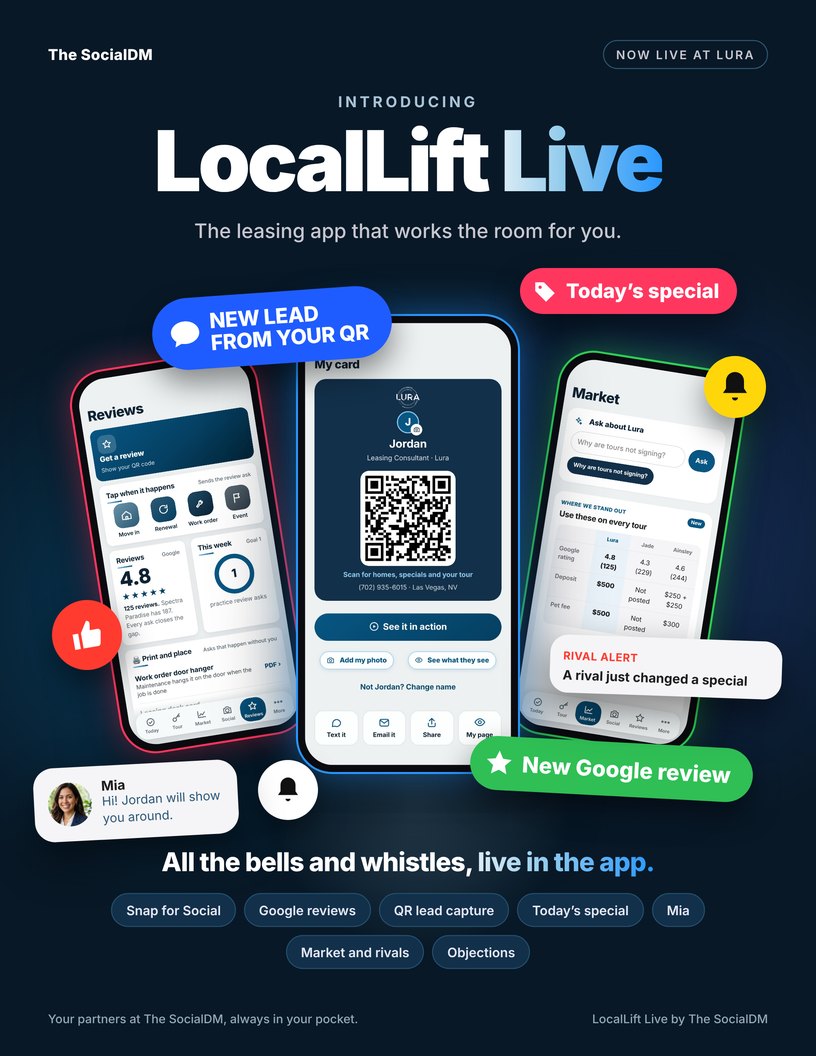 The SocialDM
NOW LIVE AT LURA
INTRODUCING
LocalLift Live
The leasing app that works the room for you.
Today's special
NEW LEAD
FROM YOUR QR
Reviews
Get a review
Show your QR code
Tap when it happens
Sends the review ask
Move in
Renewal
Work order
Event
Reviews
Google
4.8
★★★★★
125 reviews. Spectra
Paradise has 187.
Every ask closes the
gap.
This week
Goal 1
1
practice review asks
Print and place
Asks that happen without you
Work order door hanger
Maintenance hangs it on the door when the
job is done
PDF ›
Today
Tour
Market
Social
Reviews
More
My card
LURA
J
Jordan
Leasing Consultant · Lura
Scan for homes, specials and your tour
(702) 935-6015 · Las Vegas, NV
See it in action
Add my photo
See what they see
Not Jordan? Change name
Text it
Email it
Share
My page
Market
Ask about Lura
Why are tours not signing?
Ask
Why are tours not signing?
WHERE WE STAND OUT
Use these on every tour
New
Lura
Jade
Ainsley
Google
rating
4.8
(125)
4.3
(229)
4.6
(244)
Deposit
$500
Not
posted
$250 +
$250
Pet fee
$500
Not
posted
$300
RIVAL ALERT
A rival just changed a special
Today
Tour
Market
Social
Reviews
More
New Google review
Mia
Hi! Jordan will show
you around.
All the bells and whistles, live in the app.
Snap for Social
Google reviews
QR lead capture
Today's special
Mia
Market and rivals
Objections
Your partners at The SocialDM, always in your pocket.
LocalLift Live by The SocialDM